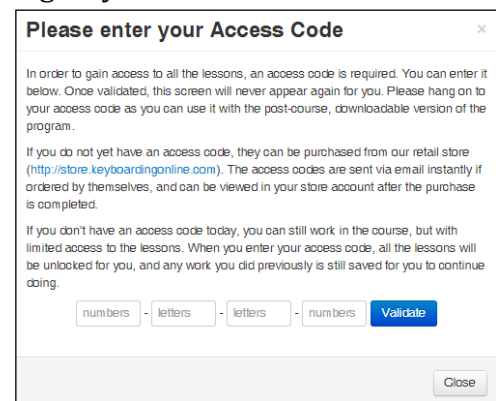 Please enter your Access Code ×
In order to gain access to all the lessons, an access code is required. You can enter it
below. Once validated, this screen will never appear again for you. Please hang on to
your access code as you can use it with the post-course, downloadable version of the
program.
If you do not yet have an access code, they can be purchased from our retail store
(http://store.keyboardingonline.com). The access codes are sent via email instantly if
ordered by themselves, and can be viewed in your store account after the purchase
is completed.
If you don't have an access code today, you can still work in the course, but with
limited access to the lessons. When you enter your access code, all the lessons will
be unlocked for you, and any work you did previously is still saved for you to continue
doing.
numbers - letters - letters - numbers Validate
Close